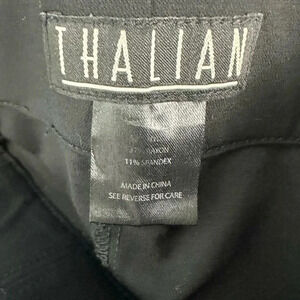 THALIAN
11% SPANDEX
MADE IN CHINA
SEE REVERSE FOR CARE